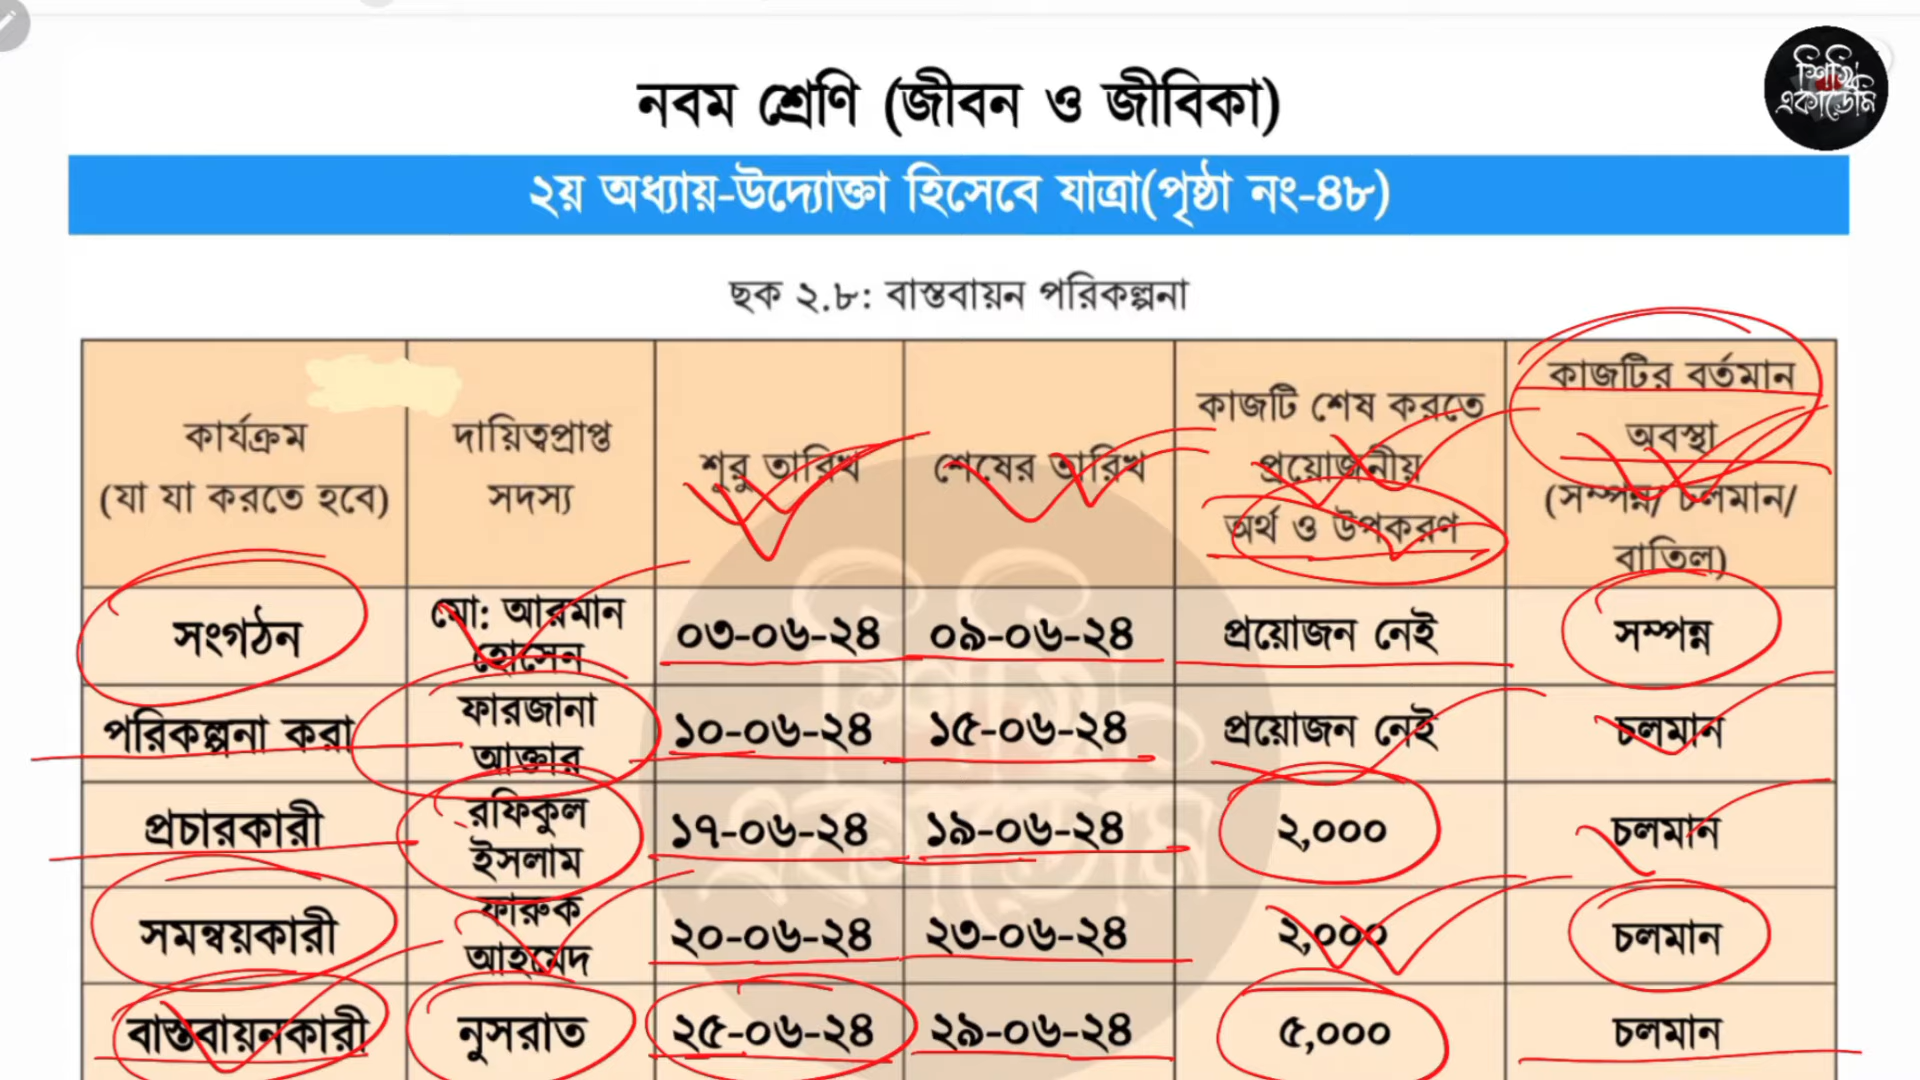 নবম শ্রেণি (জীবন ও জীবিকা)
২য় অধ্যায়-উদ্যোক্তা হিসেবে যাত্রা(পৃষ্ঠা নং-৪৮)
ছক ২.৮: বাস্তবায়ন পরিকল্পনা
কার্যক্রম
(যা যা করতে হবে)
দায়িত্বপ্রাপ্ত
সদস্য
শুরু তারিখ
শেষের তারিখ
কাজটি শেষ করতে
প্রয়োজনীয়
অর্থ ও উপকরণ
কাজটির বর্তমান
অবস্থা
(সম্পন্ন/ চলমান/
বাতিল)
সংগঠন
মো: আরমান
হোসেন
০৩-০৬-২৪
০৯-০৬-২৪
প্রয়োজন নেই
সম্পন্ন
পরিকল্পনা করা
ফারজানা
আক্তার
১০-০৬-২৪
১৫-০৬-২৪
প্রয়োজন নেই
চলমান
প্রচারকারী
রফিকুল
ইসলাম
১৭-০৬-২৪
১৯-০৬-২৪
২,০০০
চলমান
সমন্বয়কারী
ফারুক
আহমেদ
২০-০৬-২৪
২৩-০৬-২৪
২,০০০
চলমান
বাস্তবায়নকারী
নুসরাত
২৫-০৬-২৪
২৯-০৬-২৪
৫,০০০
চলমান
একাডেমি